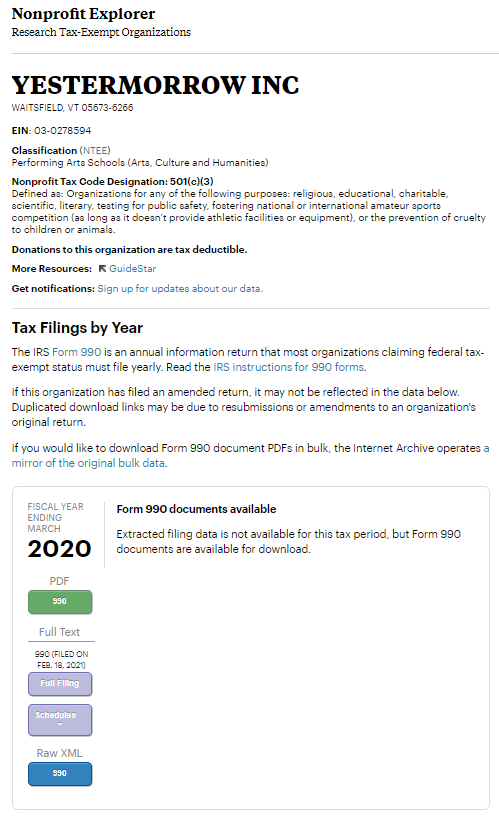 Nonprofit Explorer
Research Tax-Exempt Organizations
YESTERMORROW INC
WAITSFIELD, VT 05673-6266
EIN: 03-0278594
Classification (NTEE)
Performing Arts Schools (Arts, Culture and Humanities)
Nonprofit Tax Code Designation: 501(c)(3)
Defined as: Organizations for any of the following purposes: religious, educational, charitable,
scientific, literary, testing for public safety, fostering national or international amateur sports
competition (as long as it doesn't provide athletic facilities or equipment), or the prevention of cruelty
to children or animals.
Donations to this organization are tax deductible.
More Resources: GuideStar
Get notifications: Sign up for updates about our data.
Tax Filings by Year
The IRS Form 990 is an annual information return that most organizations claiming federal tax-
exempt status must file yearly. Read the IRS instructions for 990 forms.
If this organization has filed an amended return, it may not be reflected in the data below.
Duplicated download links may be due to resubmissions or amendments to an organization's
original return.
If you would like to download Form 990 document PDFs in bulk, the Internet Archive operates a
mirror of the original bulk data.
FISCAL YEAR
ENDING
MARCH
2020
Form 990 documents available
Extracted filing data is not available for this tax period, but Form 990
documents are available for download.
PDF
990
Full Text
990 (FILED ON
FEB. 18, 2021)
Full Filing
Schedules
Raw XML
990